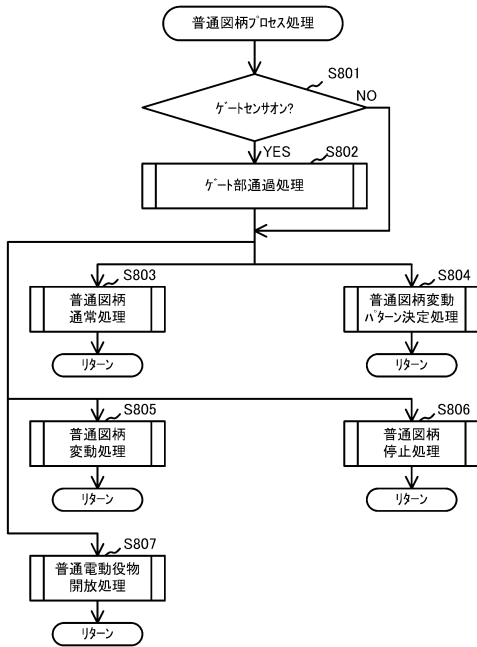 普通図柄プロセス処理
S801
ゲートセンサオン?
NO
YES
S802
ゲート部通過処理
S803
普通図柄
通常処理
リターン
S804
普通図柄変動
パターン決定処理
リターン
S805
普通図柄
変動処理
リターン
S806
普通図柄
停止処理
リターン
S807
普通電動役物
開放処理
リターン